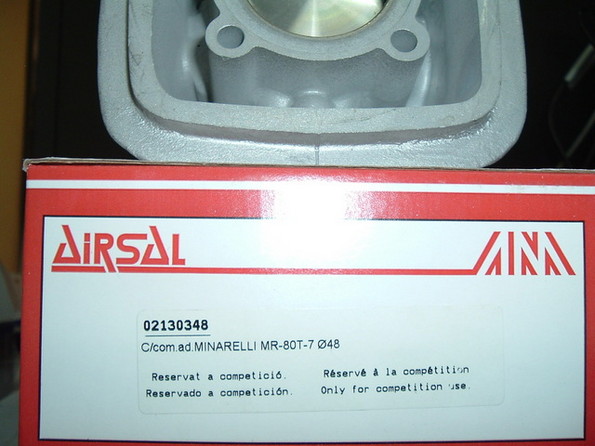 AIRSAL
02130348
C/com.ad.MINARELLI MR-80T-7 Ø48
Reservat a competició. Réservé á la compétition
Reservado a competición. Only for competition use.